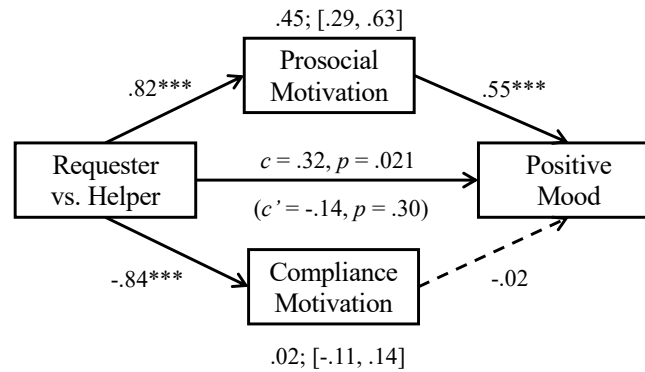 .45; [.29, .63]
Prosocial
Motivation
.82***
.55***
Requester
vs. Helper
c = .32, p = .021
(c’ = -.14, p = .30)
Positive
Mood
-.84***
Compliance
Motivation
-.02
.02; [-.11, .14]